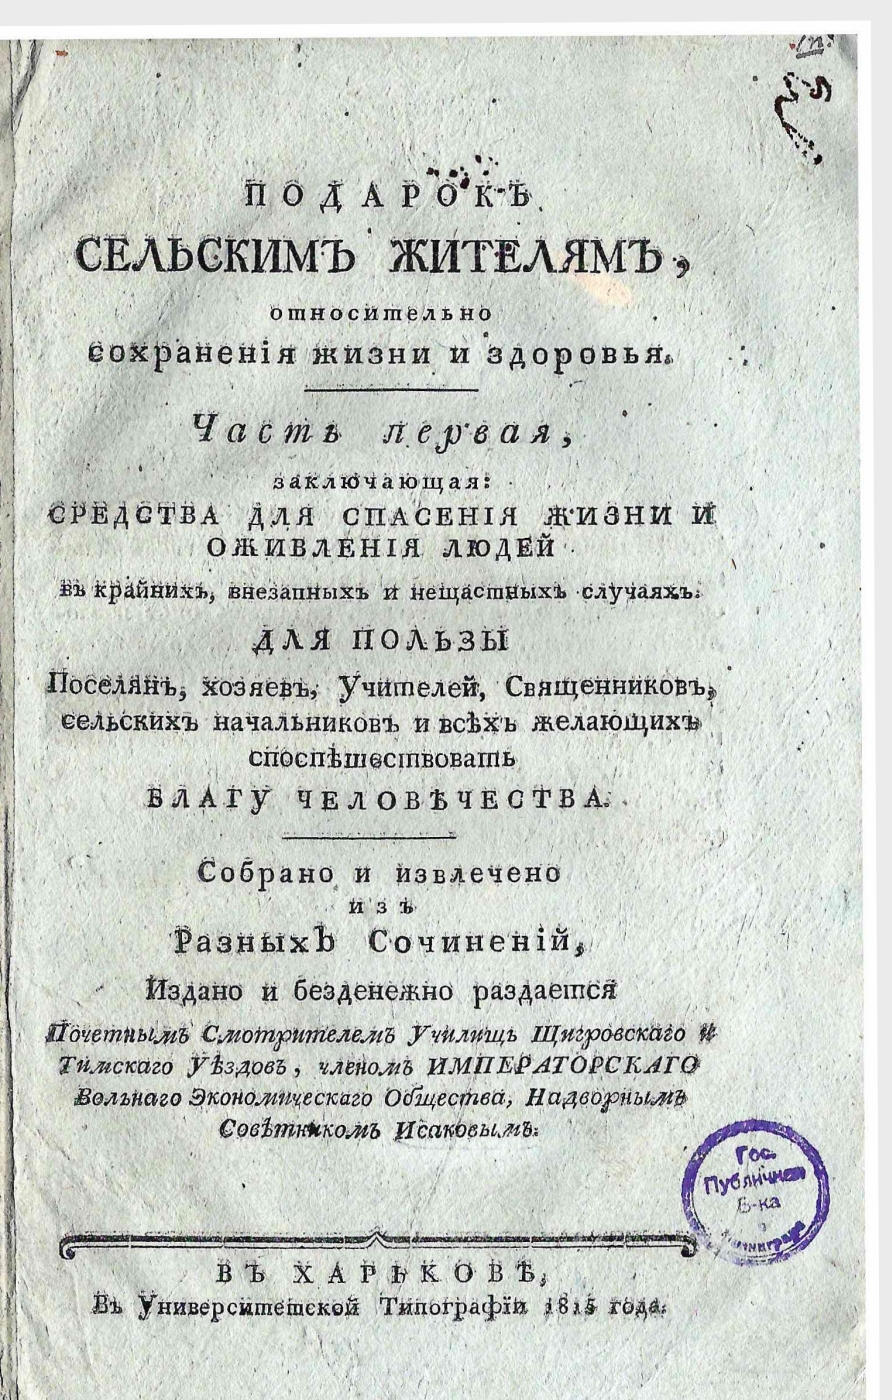 ПОДАРОКЪ
СЕЛЬСКИМЪ ЖИТЕЛЯМЪ,
относительно
сохраненія жизни и здоровья.
Часть первая,
заключающая:
СРЕДСТВА ДЛЯ СПАСЕНІЯ ЖИЗНИ И
ОЖИВЛЕНІЯ ЛЮДЕЙ
въ крайнихъ, внезапныхъ и нещастныхъ случаяхъ.
ДЛЯ ПОЛЬЗЫ
Поселянъ, хозяевъ, Учителей, Священниковъ,
сельскихъ начальниковъ и всѣхъ желающихъ
споспѣшествовать
БЛАГУ ЧЕЛОВѢЧЕСТВА.
Собрано и извлечено
изъ
Разныхъ Сочиненій,
Издано и безденежно раздается
Почетнымъ Смотрителемъ Училищъ Щигровскаго и
Тимскаго Уѣздовъ, членомъ ИМПЕРАТОРСКАГО
Вольнаго Экономическаго Общества, Надворнымъ
Совѣтникомъ Исаковымъ.
Гос.
Публичная
Б-ка
ВЪ ХАРЬКОВѢ,
Въ Университетской Типографіи 1815 года.